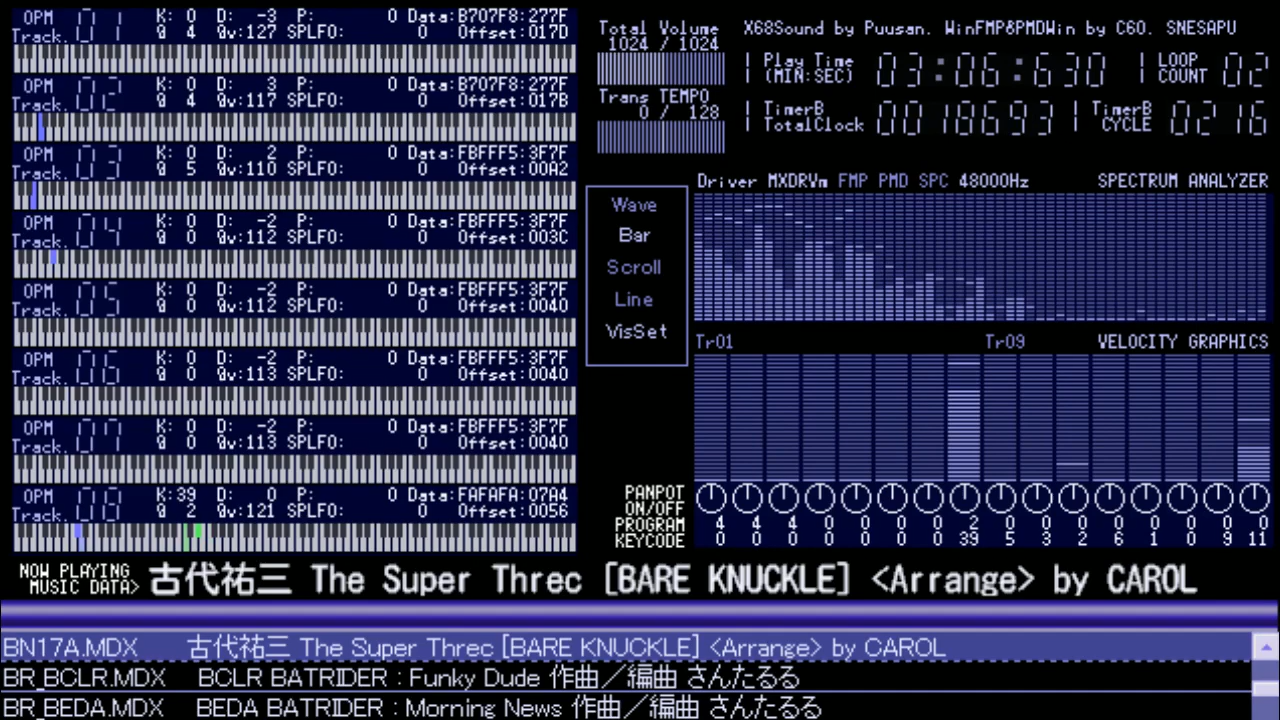 OPM Track. 01 K: 0 D: -3 P: 0 Data:B707F8:277F
@ 4 @v:127 SPLFO: 0 Offset:017D
OPM Track. 02 K: 0 D: 3 P: 0 Data:B707F8:277F
@ 4 @v:117 SPLFO: 0 Offset:017B
OPM Track. 03 K: 0 D: 2 P: 0 Data:FBFFF5:3F7F
@ 5 @v:110 SPLFO: 0 Offset:00A2
OPM Track. 04 K: 0 D: -2 P: 0 Data:FBFFF5:3F7F
@ 0 @v:112 SPLFO: 0 Offset:003C
OPM Track. 05 K: 0 D: -2 P: 0 Data:FBFFF5:3F7F
@ 0 @v:112 SPLFO: 0 Offset:0040
OPM Track. 06 K: 0 D: -2 P: 0 Data:FBFFF5:3F7F
@ 0 @v:113 SPLFO: 0 Offset:0040
OPM Track. 07 K: 0 D: -2 P: 0 Data:FBFFF5:3F7F
@ 0 @v:113 SPLFO: 0 Offset:0040
OPM Track. 08 K:39 D: 0 P: 0 Data:FAFAFA:07A4
@ 2 @v:121 SPLFO: 0 Offset:0056
Total Volume
1024 / 1024
Trans TEMPO
0 / 128
X68Sound by Puusan. WinFMP&PMDWin by C60. SNESAPU
Play Time (MIN:SEC) 03:06:630 LOOP COUNT 02
TimerB TotalClock 0018693 TimerB CYCLE 0216
Wave
Bar
Scroll
Line
VisSet
Driver MXDRVm FMP PMD SPC 48000Hz SPECTRUM ANALYZER
Tr01 Tr09 VELOCITY GRAPHICS
PANPOT
ON/OFF
PROGRAM 4 4 4 0 0 0 0 2 0 0 0 0 0 0 0 0
KEYCODE 0 0 0 0 0 0 0 39 5 3 2 6 1 0 9 11
NOW PLAYING MUSIC DATA> 古代祐三 The Super Threc [BARE KNUCKLE] <Arrange> by CAROL
BN17A.MDX 古代祐三 The Super Threc [BARE KNUCKLE] <Arrange> by CAROL
BR_BCLR.MDX BCLR BATRIDER : Funky Dude 作曲／編曲 さんたるる
BR_BEDA.MDX BEDA BATRIDER : Morning News 作曲／編曲 さんたるる